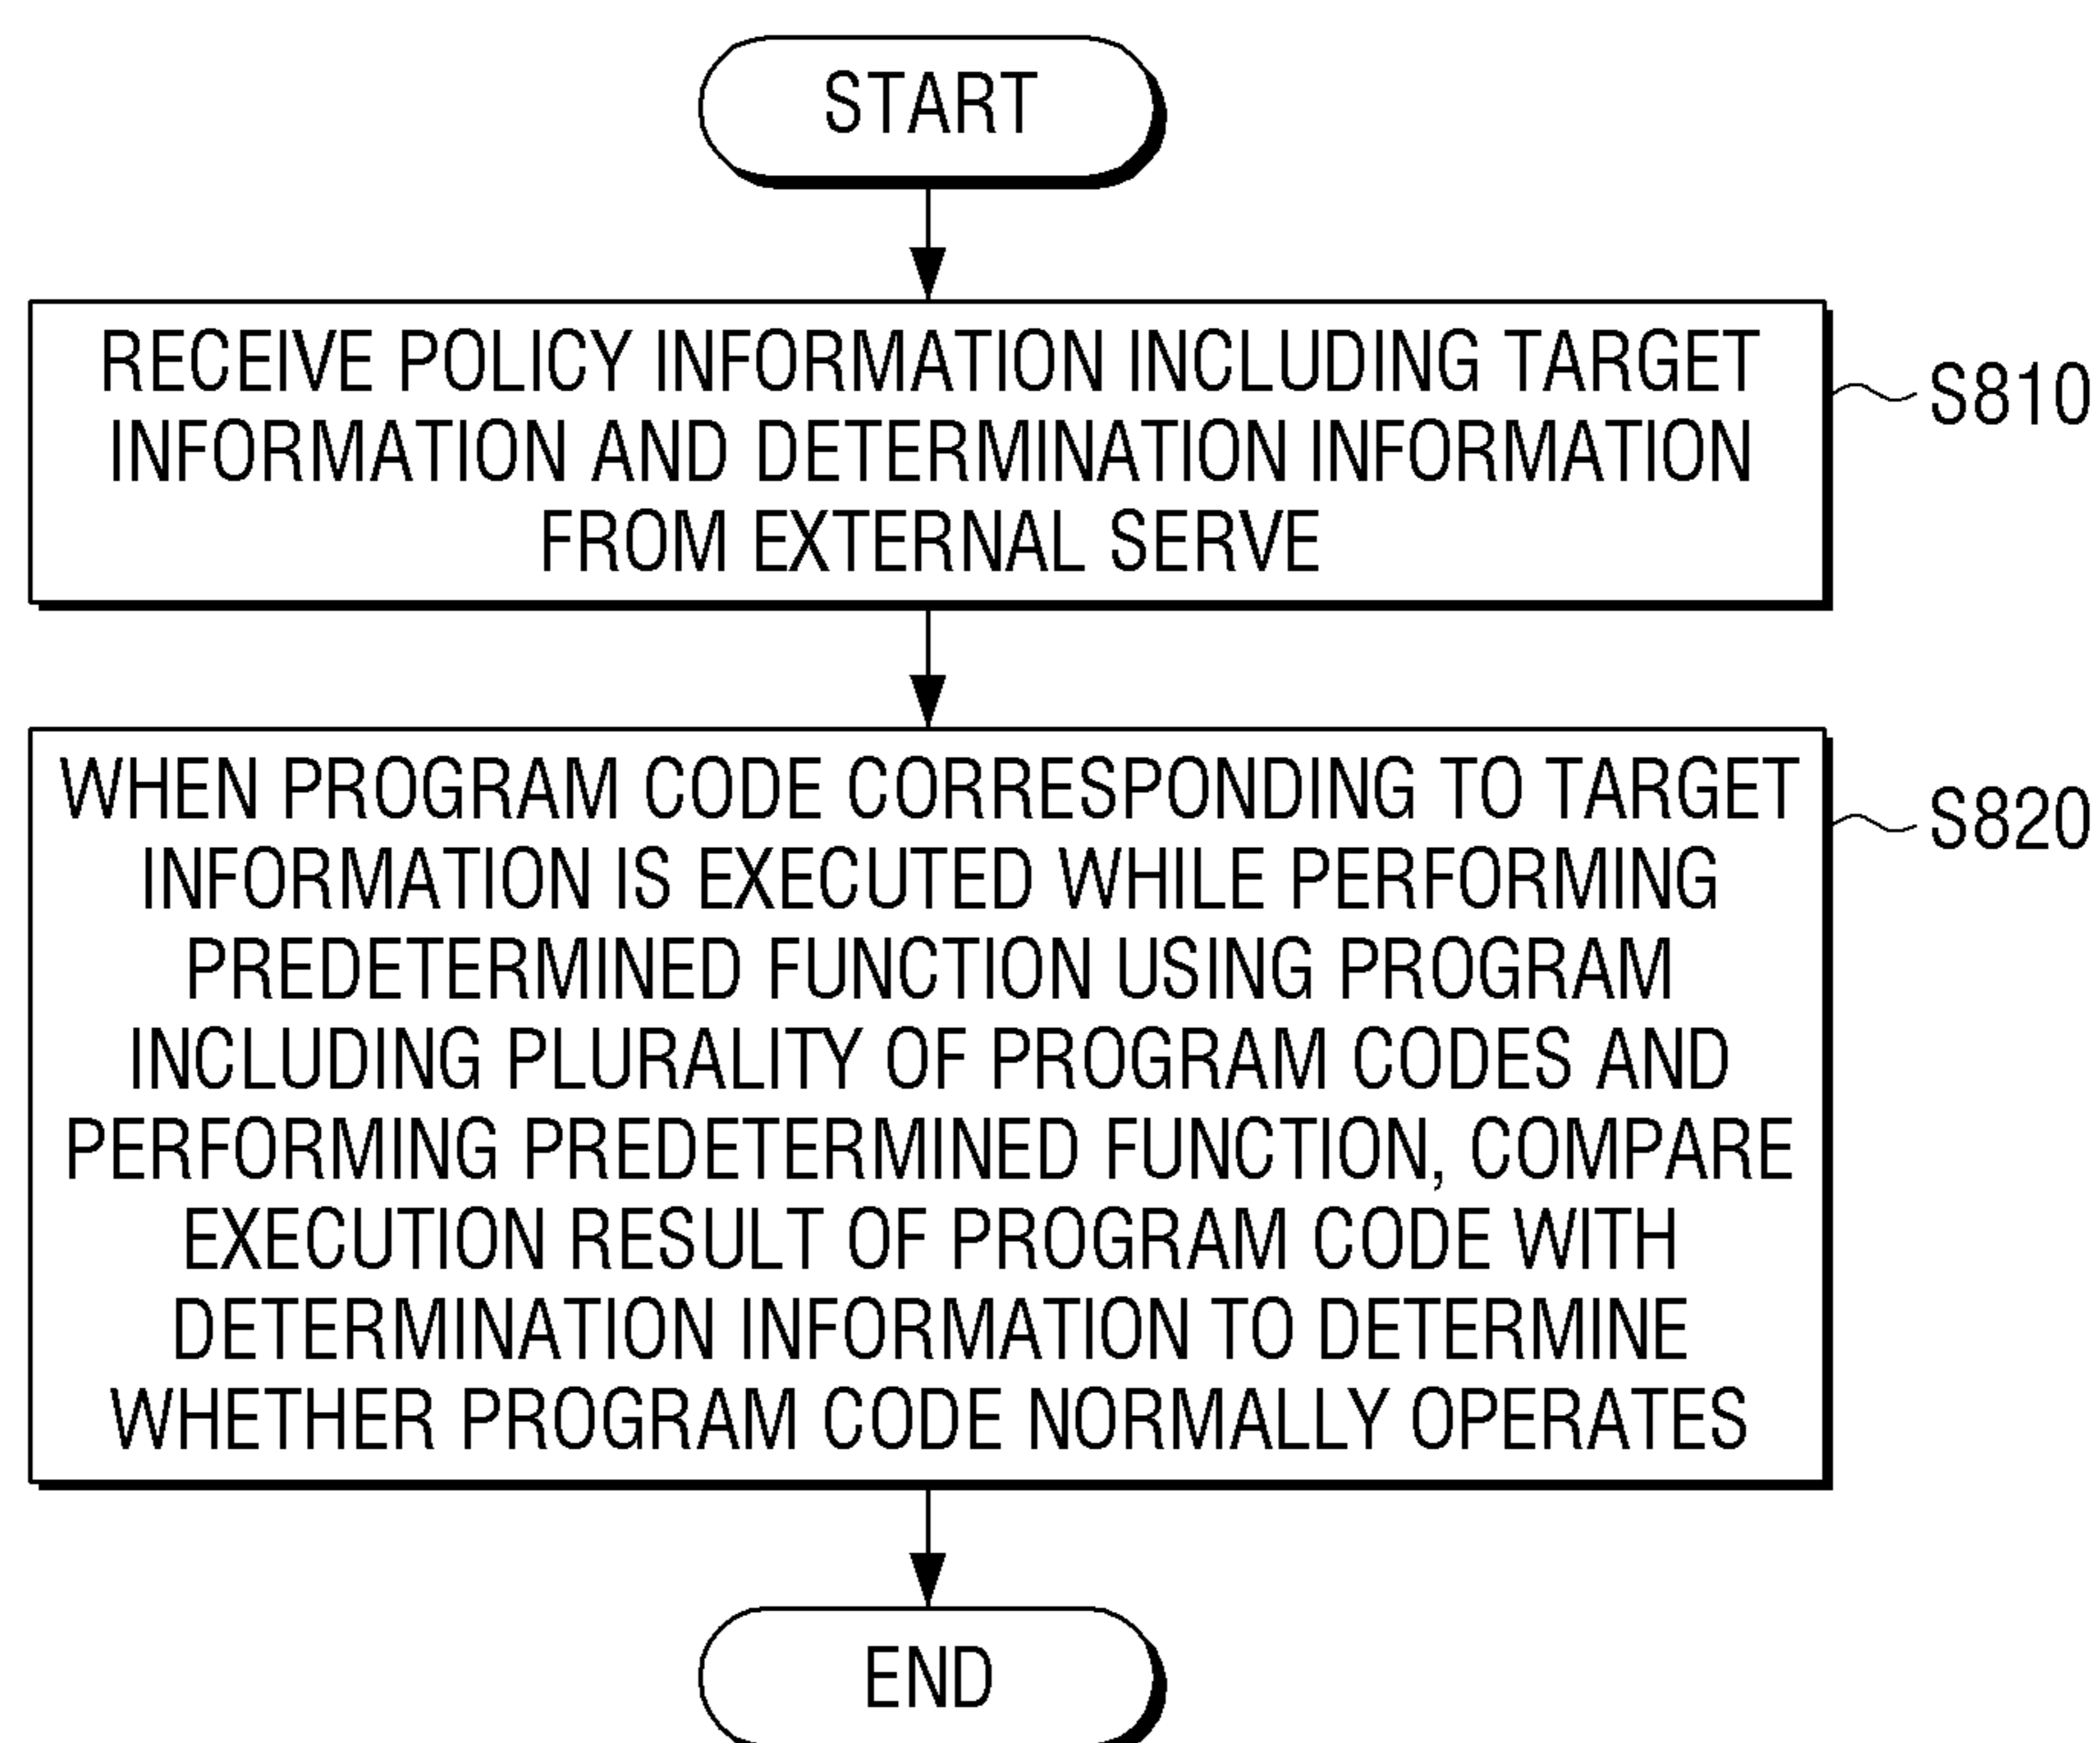 START
RECEIVE POLICY INFORMATION INCLUDING TARGET
INFORMATION AND DETERMINATION INFORMATION
FROM EXTERNAL SERVE
S810
WHEN PROGRAM CODE CORRESPONDING TO TARGET
INFORMATION IS EXECUTED WHILE PERFORMING
PREDETERMINED FUNCTION USING PROGRAM
INCLUDING PLURALITY OF PROGRAM CODES AND
PERFORMING PREDETERMINED FUNCTION, COMPARE
EXECUTION RESULT OF PROGRAM CODE WITH
DETERMINATION INFORMATION TO DETERMINE
WHETHER PROGRAM CODE NORMALLY OPERATES
S820
END